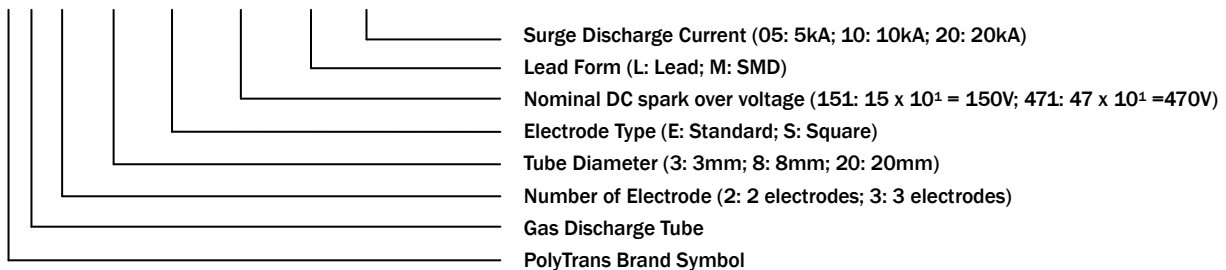 Surge Discharge Current (05: 5kA; 10: 10kA; 20: 20kA)
Lead Form (L: Lead; M: SMD)
Nominal DC spark over voltage (151: 15 x 10¹ = 150V; 471: 47 x 10¹ =470V)
Electrode Type (E: Standard; S: Square)
Tube Diameter (3: 3mm; 8: 8mm; 20: 20mm)
Number of Electrode (2: 2 electrodes; 3: 3 electrodes)
Gas Discharge Tube
PolyTrans Brand Symbol